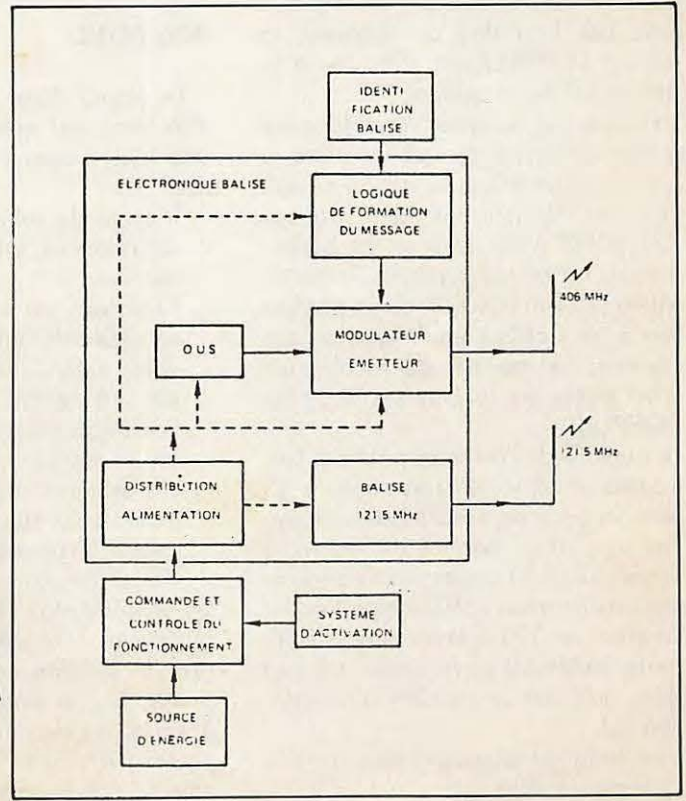 IDENTI
FICATION
BALISE
ELECTRONIQUE BALISE
LOGIQUE
DE FORMATION
DU MESSAGE
406 MHz
OUS
MODULATEUR
EMETTEUR
121.5 MHz
DISTRIBUTION
ALIMENTATION
BALISE
121.5 MHz
COMMANDE ET
CONTROLE DU
FONCTIONNEMENT
SYSTEME
D'ACTIVATION
SOURCE
D'ENERGIE